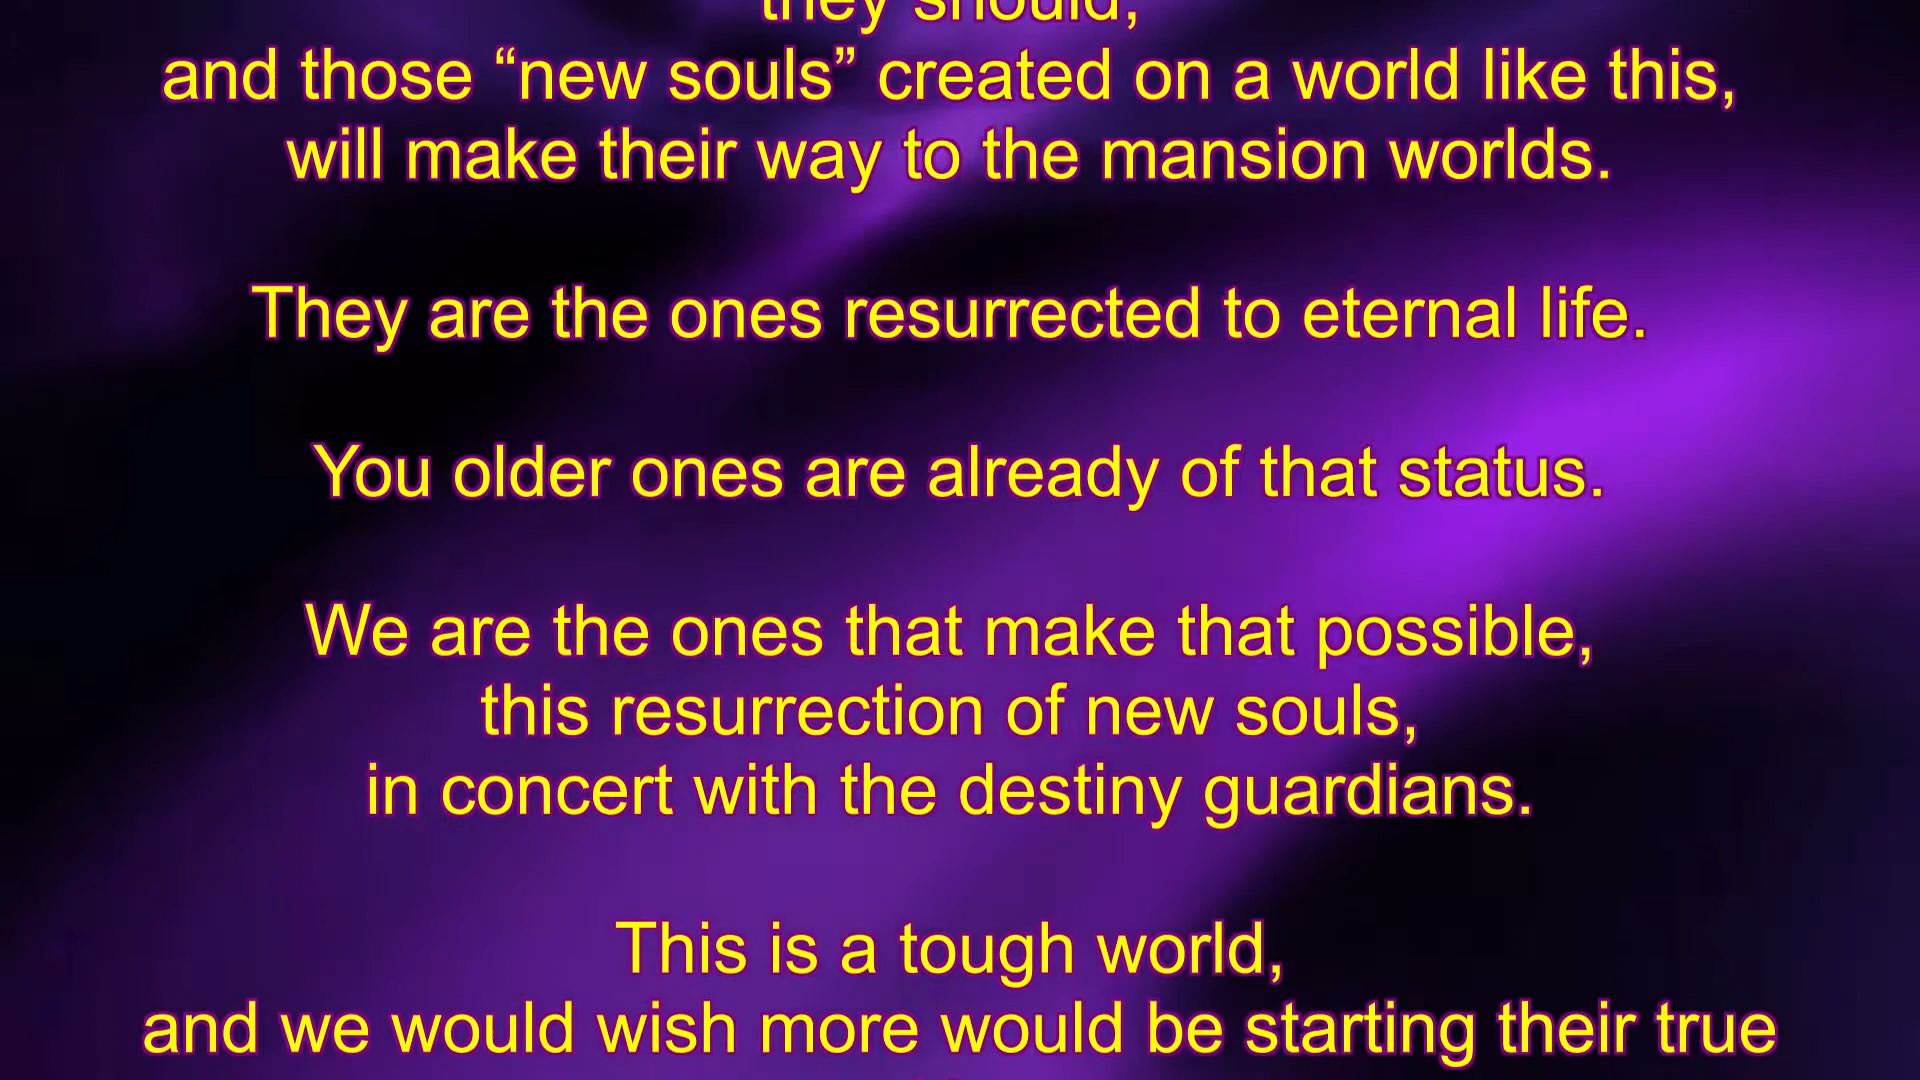 they should,
and those “new souls” created on a world like this,
will make their way to the mansion worlds.
They are the ones resurrected to eternal life.
You older ones are already of that status.
We are the ones that make that possible,
this resurrection of new souls,
in concert with the destiny guardians.
This is a tough world,
and we would wish more would be starting their true